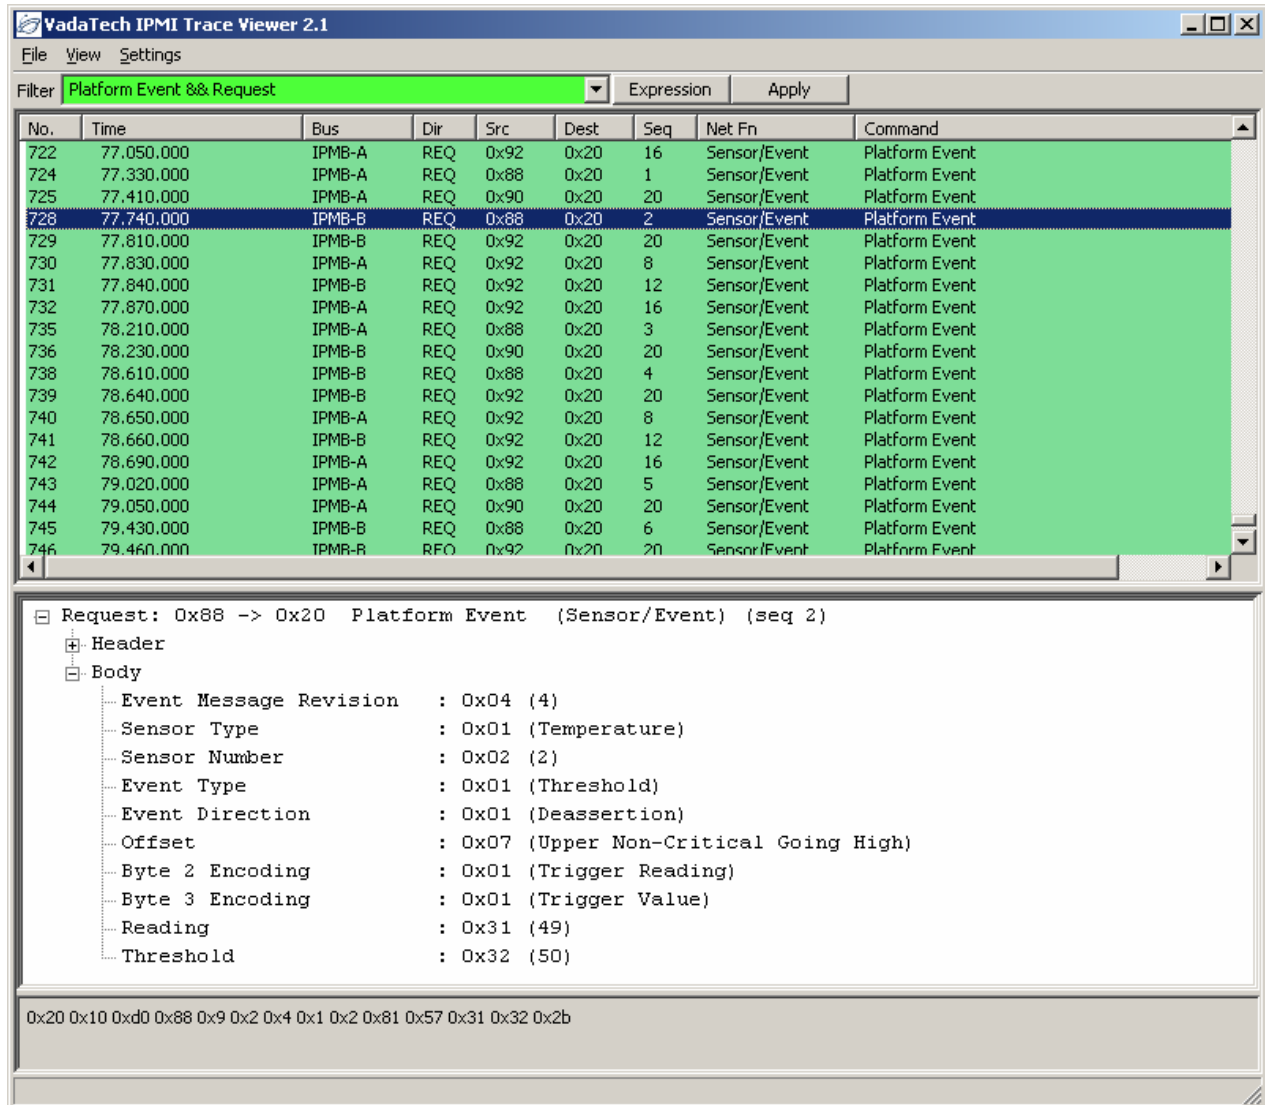 VadaTech IPMI Trace Viewer 2.1
File View Settings
Filter Platform Event && Request Expression Apply
No. Time Bus Dir Src Dest Seq Net Fn Command
722 77.050.000 IPMB-A REQ 0x92 0x20 16 Sensor/Event Platform Event
724 77.330.000 IPMB-A REQ 0x88 0x20 1 Sensor/Event Platform Event
725 77.410.000 IPMB-A REQ 0x90 0x20 20 Sensor/Event Platform Event
728 77.740.000 IPMB-B REQ 0x88 0x20 2 Sensor/Event Platform Event
729 77.810.000 IPMB-B REQ 0x92 0x20 20 Sensor/Event Platform Event
730 77.830.000 IPMB-A REQ 0x92 0x20 8 Sensor/Event Platform Event
731 77.840.000 IPMB-B REQ 0x92 0x20 12 Sensor/Event Platform Event
732 77.870.000 IPMB-A REQ 0x92 0x20 16 Sensor/Event Platform Event
735 78.210.000 IPMB-A REQ 0x88 0x20 3 Sensor/Event Platform Event
736 78.230.000 IPMB-B REQ 0x90 0x20 20 Sensor/Event Platform Event
738 78.610.000 IPMB-B REQ 0x88 0x20 4 Sensor/Event Platform Event
739 78.640.000 IPMB-B REQ 0x92 0x20 20 Sensor/Event Platform Event
740 78.650.000 IPMB-A REQ 0x92 0x20 8 Sensor/Event Platform Event
741 78.660.000 IPMB-B REQ 0x92 0x20 12 Sensor/Event Platform Event
742 78.690.000 IPMB-A REQ 0x92 0x20 16 Sensor/Event Platform Event
743 79.020.000 IPMB-A REQ 0x88 0x20 5 Sensor/Event Platform Event
744 79.050.000 IPMB-A REQ 0x90 0x20 20 Sensor/Event Platform Event
745 79.430.000 IPMB-B REQ 0x88 0x20 6 Sensor/Event Platform Event
746 79.460.000 IPMB-B REQ 0x92 0x20 20 Sensor/Event Platform Event
Request: 0x88 -> 0x20 Platform Event (Sensor/Event) (seq 2)
Header
Body
Event Message Revision : 0x04 (4)
Sensor Type : 0x01 (Temperature)
Sensor Number : 0x02 (2)
Event Type : 0x01 (Threshold)
Event Direction : 0x01 (Deassertion)
Offset : 0x07 (Upper Non-Critical Going High)
Byte 2 Encoding : 0x01 (Trigger Reading)
Byte 3 Encoding : 0x01 (Trigger Value)
Reading : 0x31 (49)
Threshold : 0x32 (50)
0x20 0x10 0xd0 0x88 0x9 0x2 0x4 0x1 0x2 0x81 0x57 0x31 0x32 0x2b